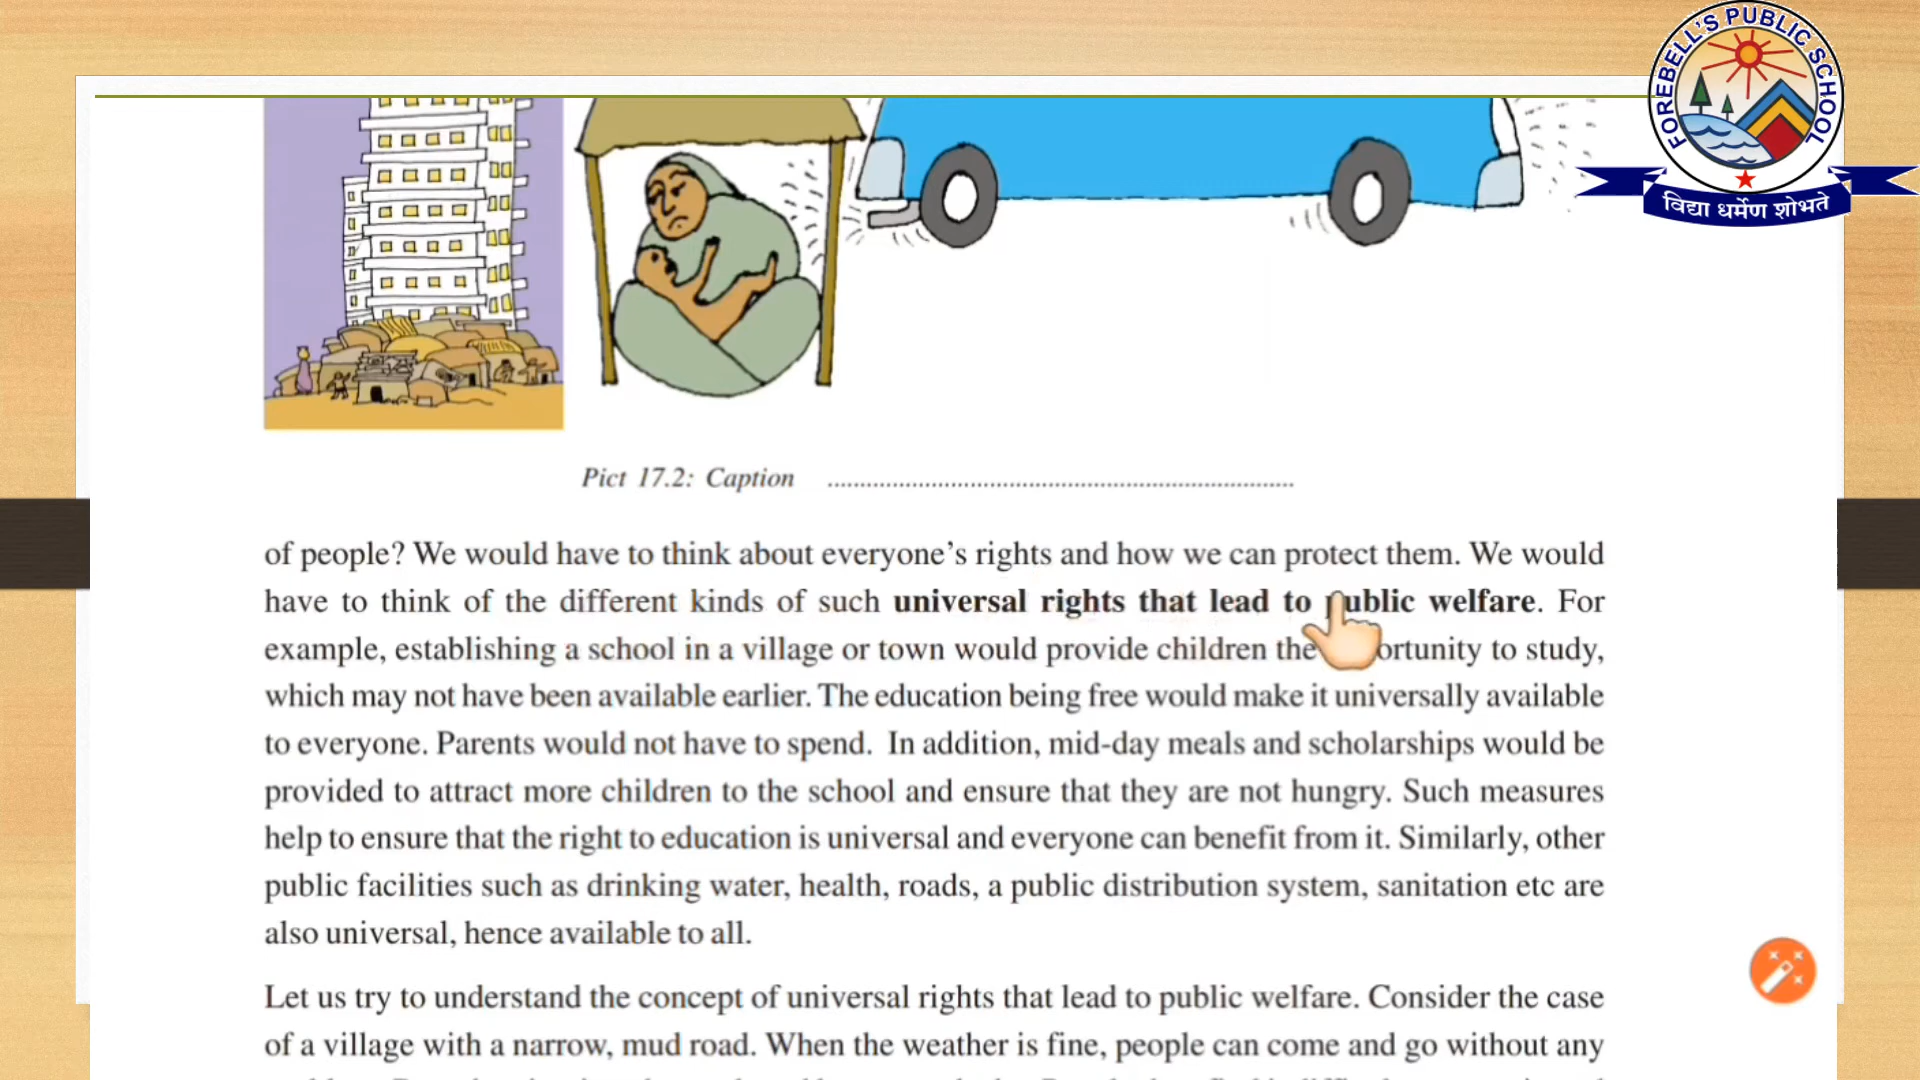 FOREBELL'S PUBLIC SCHOOL
विद्या धर्मेण शोभते
Pict 17.2: Caption ........................................................................
of people? We would have to think about everyone's rights and how we can protect them. We would
have to think of the different kinds of such universal rights that lead to public welfare. For
example, establishing a school in a village or town would provide children the ortunity to study,
which may not have been available earlier. The education being free would make it universally available
to everyone. Parents would not have to spend. In addition, mid-day meals and scholarships would be
provided to attract more children to the school and ensure that they are not hungry. Such measures
help to ensure that the right to education is universal and everyone can benefit from it. Similarly, other
public facilities such as drinking water, health, roads, a public distribution system, sanitation etc are
also universal, hence available to all.
Let us try to understand the concept of universal rights that lead to public welfare. Consider the case
of a village with a narrow, mud road. When the weather is fine, people can come and go without any